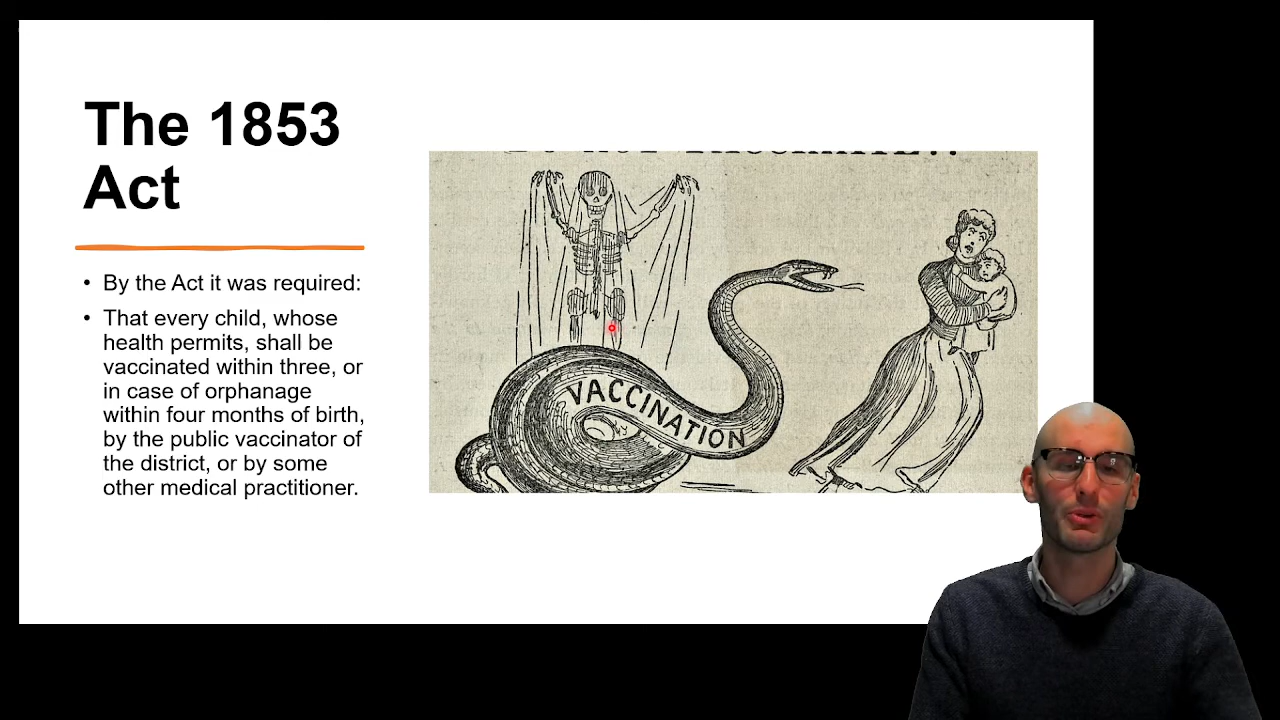 The 1853
Act
• By the Act it was required:
• That every child, whose
health permits, shall be
vaccinated within three, or
in case of orphanage
within four months of birth,
by the public vaccinator of
the district, or by some
other medical practitioner.
VACCINATION